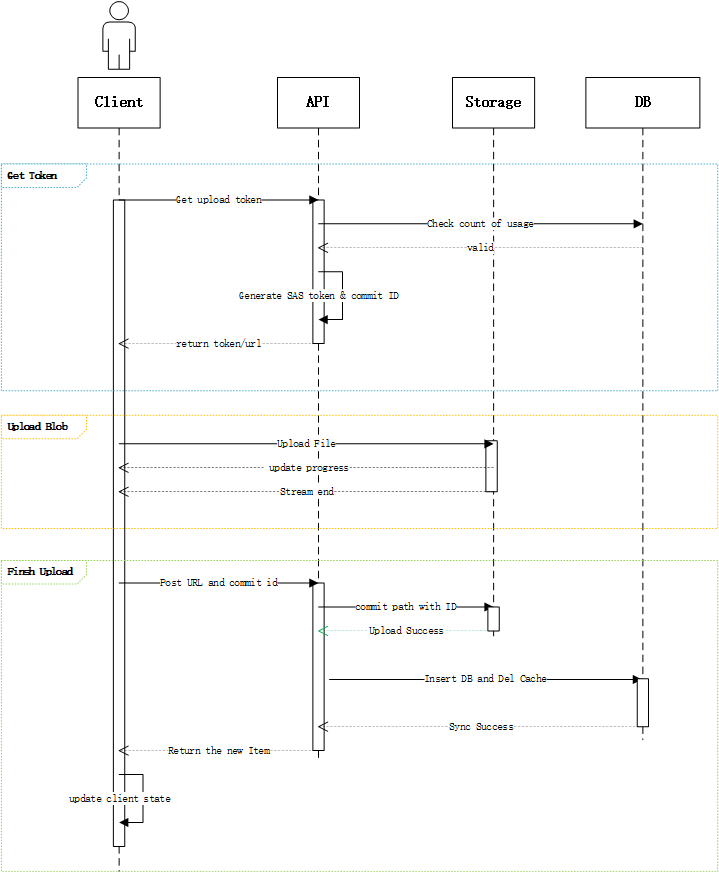 Client
API
Storage
DB
Get Token
Get upload token
Check count of usage
valid
Generate SAS token & commit ID
return token/url
Upload Blob
Upload File
update progress
Stream end
Finsh Upload
Post URL and commit id
commit path with ID
Upload Success
Insert DB and Del Cache
Sync Success
Return the new Item
update client state